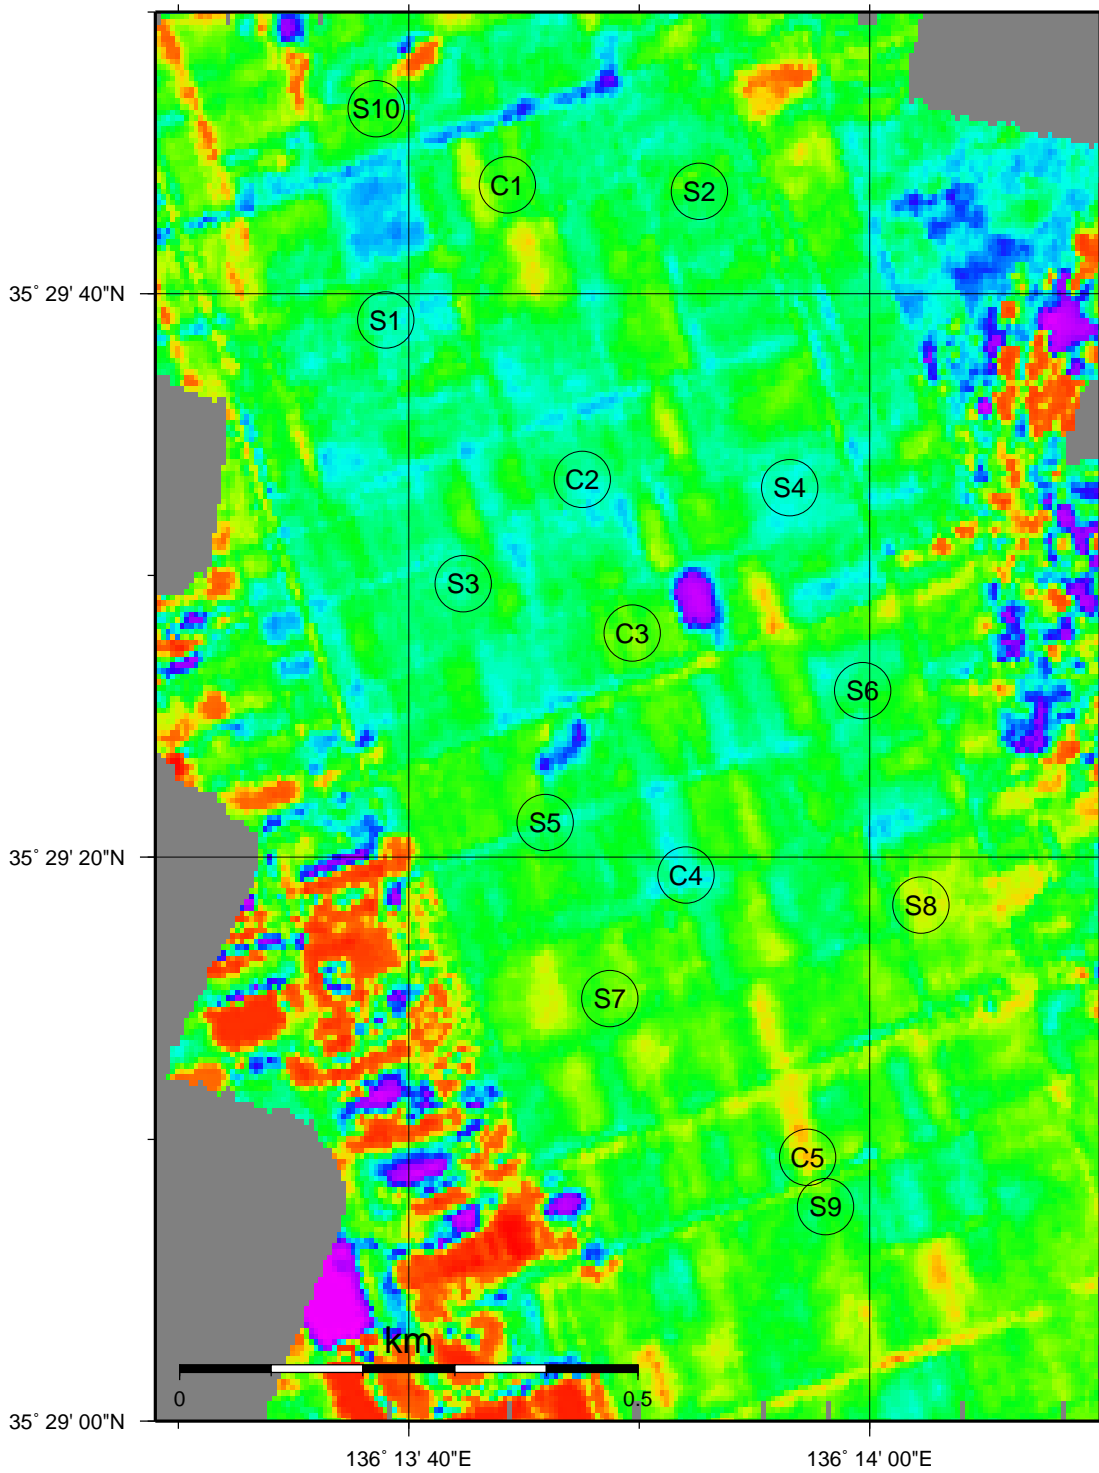 S10
C1
S2
35° 29' 40"N
S1
C2
S4
S3
C3
S6
S5
35° 29' 20"N
C4
S8
S7
C5
S9
km
0
0.5
35° 29' 00"N
136° 13' 40"E
136° 14' 00"E